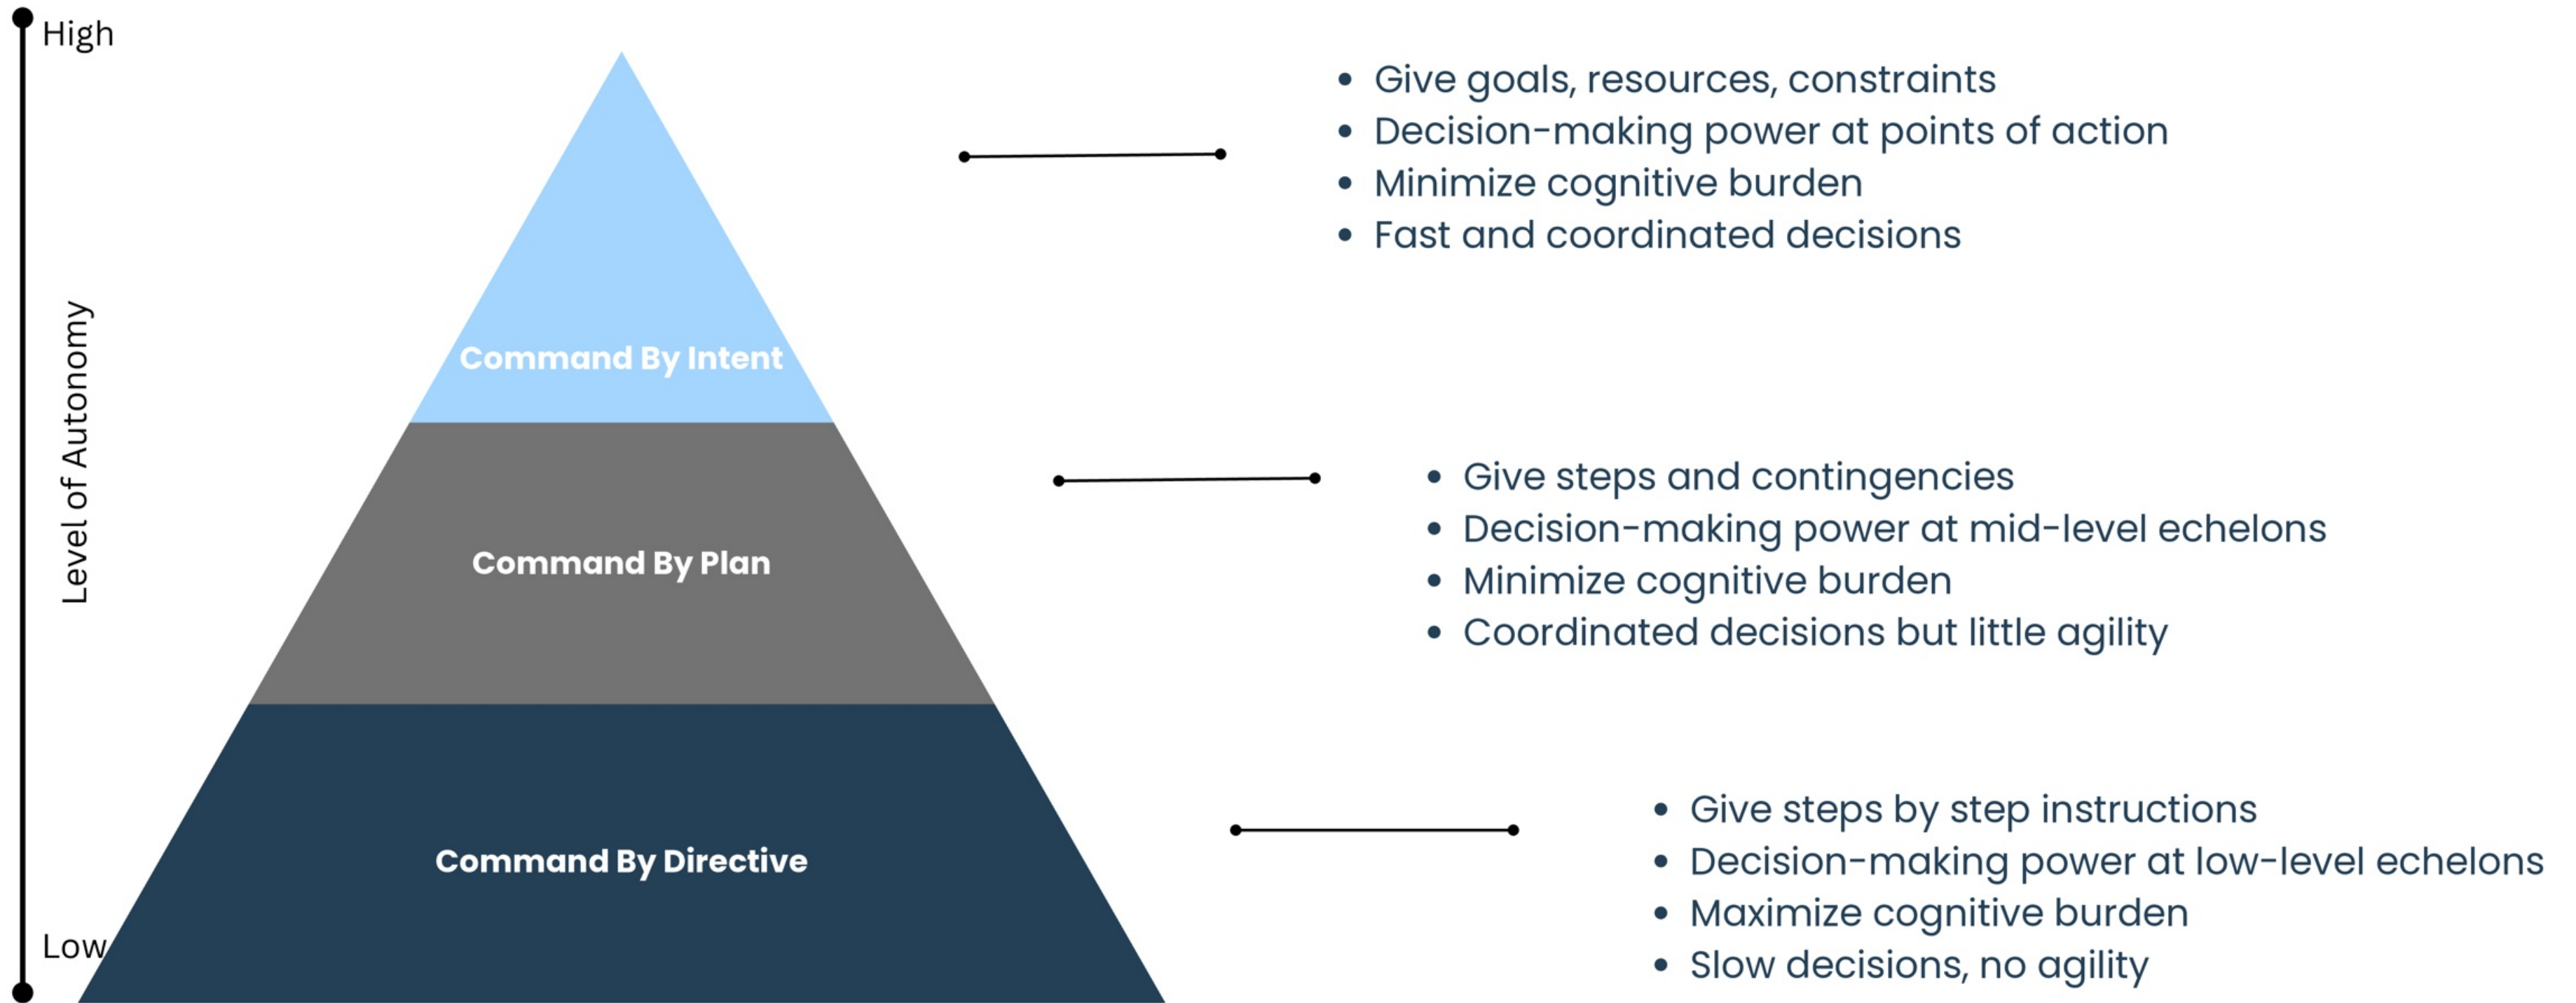 High
Level of Autonomy
Low
Command By Intent
• Give goals, resources, constraints
• Decision-making power at points of action
• Minimize cognitive burden
• Fast and coordinated decisions
Command By Plan
• Give steps and contingencies
• Decision-making power at mid-level echelons
• Minimize cognitive burden
• Coordinated decisions but little agility
Command By Directive
• Give steps by step instructions
• Decision-making power at low-level echelons
• Maximize cognitive burden
• Slow decisions, no agility